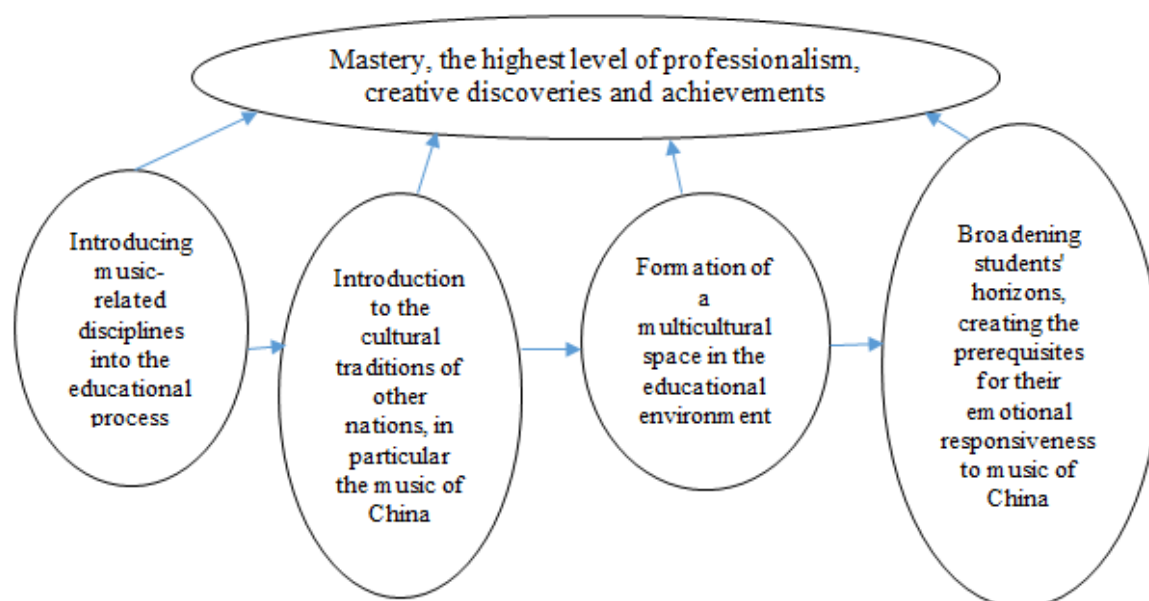 Mastery, the highest level of professionalism,
creative discoveries and achievements
Introducing
music-
related
disciplines
into the
educational
process
Introduction
to the
cultural
traditions of
other
nations, in
particular
the music of
China
Formation of
a
multicultural
space in the
educational
environment
Broadening
students'
horizons,
creating the
prerequisites
for their
emotional
responsiveness
to music of
China